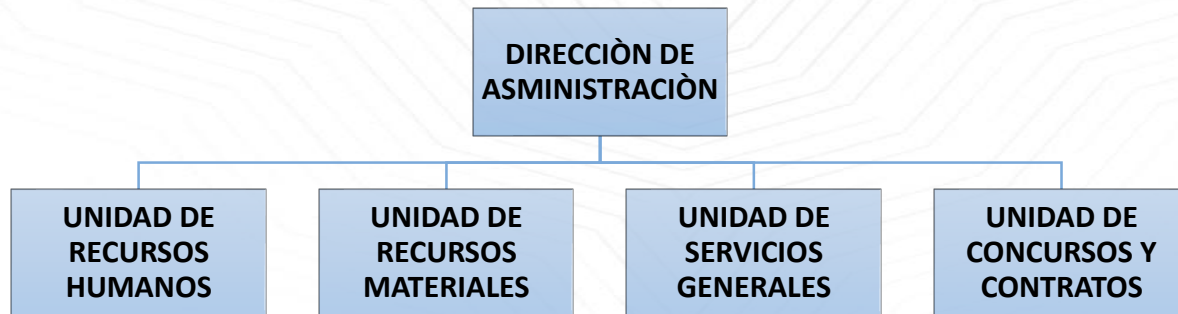 DIRECCIÒN DE
ASMINISTRACIÒN
UNIDAD DE
RECURSOS
HUMANOS
UNIDAD DE
RECURSOS
MATERIALES
UNIDAD DE
SERVICIOS
GENERALES
UNIDAD DE
CONCURSOS Y
CONTRATOS